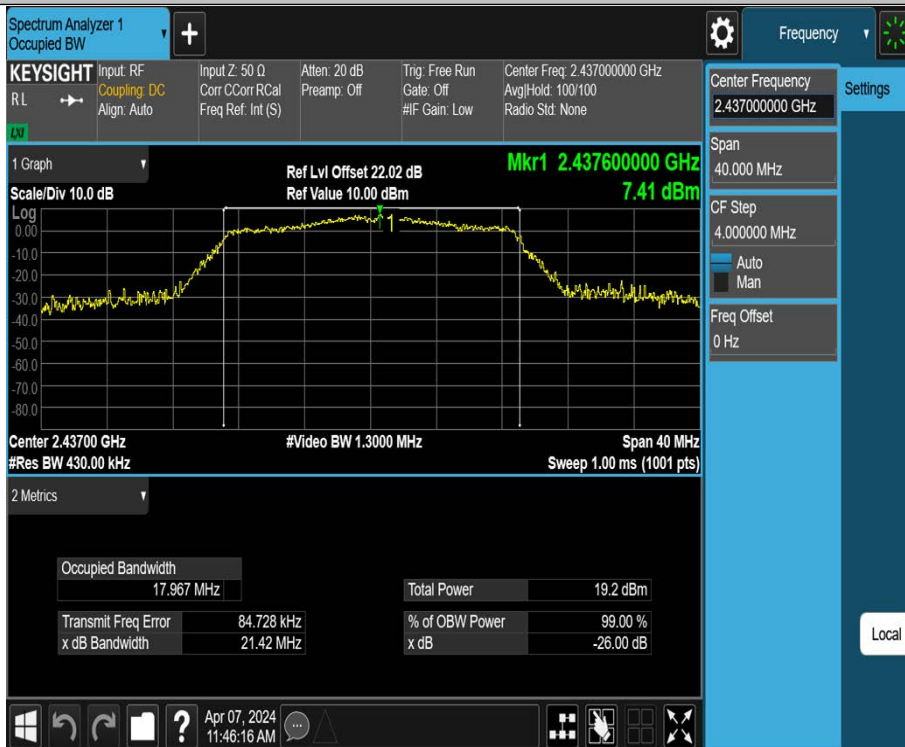 Spectrum Analyzer 1
Occupied BW
+
Frequency
KEYSIGHT
R L
LXI
Input: RF
Coupling: DC
Align: Auto
Input Z: 50 Ω
Corr CCorr RCal
Freq Ref: Int (S)
Atten: 20 dB
Preamp: Off
Trig: Free Run
Gate: Off
#IF Gain: Low
Center Freq: 2.437000000 GHz
Avg|Hold: 100/100
Radio Std: None
Center Frequency
2.437000000 GHz
Settings
Span
40.000 MHz
CF Step
4.000000 MHz
Auto
Man
Freq Offset
0 Hz
Local
1 Graph
Scale/Div 10.0 dB
Ref Lvl Offset 22.02 dB
Ref Value 10.00 dBm
Mkr1 2.437600000 GHz
7.41 dBm
Log
0.00
-10.0
-20.0
-30.0
-40.0
-50.0
-60.0
-70.0
-80.0
1
Center 2.43700 GHz
#Res BW 430.00 kHz
#Video BW 1.3000 MHz
Span 40 MHz
Sweep 1.00 ms (1001 pts)
2 Metrics
Occupied Bandwidth
17.967 MHz
Total Power 19.2 dBm
Transmit Freq Error 84.728 kHz
% of OBW Power 99.00 %
x dB Bandwidth 21.42 MHz
x dB -26.00 dB
?
Apr 07, 2024
11:46:16 AM